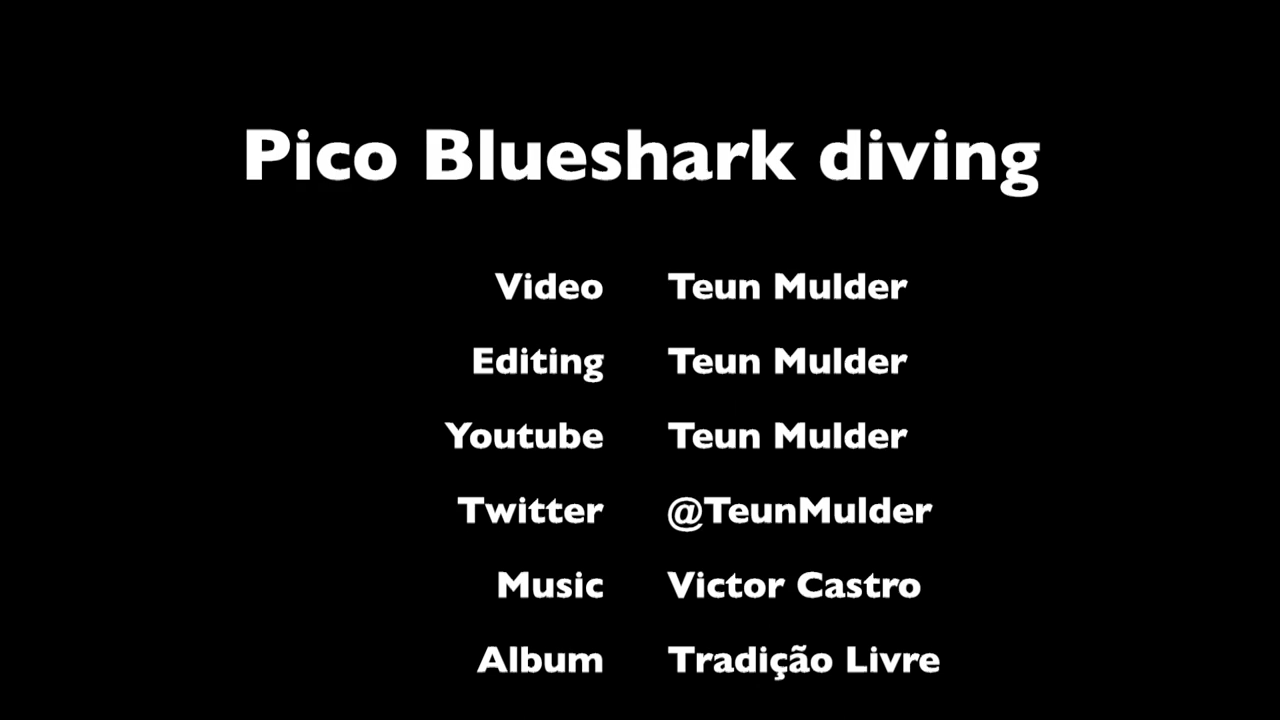 Pico Blueshark diving
Video Teun Mulder
Editing Teun Mulder
Youtube Teun Mulder
Twitter @TeunMulder
Music Victor Castro
Album Tradição Livre